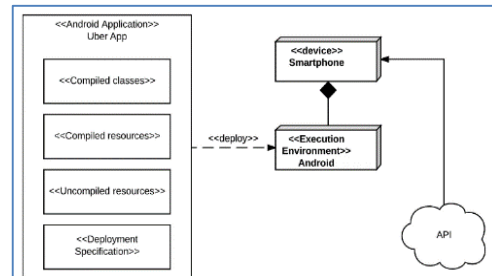 <<Android Application>>
Uber App
<<Compiled classes>>
<<Compiled resources>>
<<Uncompiled resources>>
<<Deployment
Specification>>
<<deploy>>
<<device>>
Smartphone
<<Execution
Environment>>
Android
API